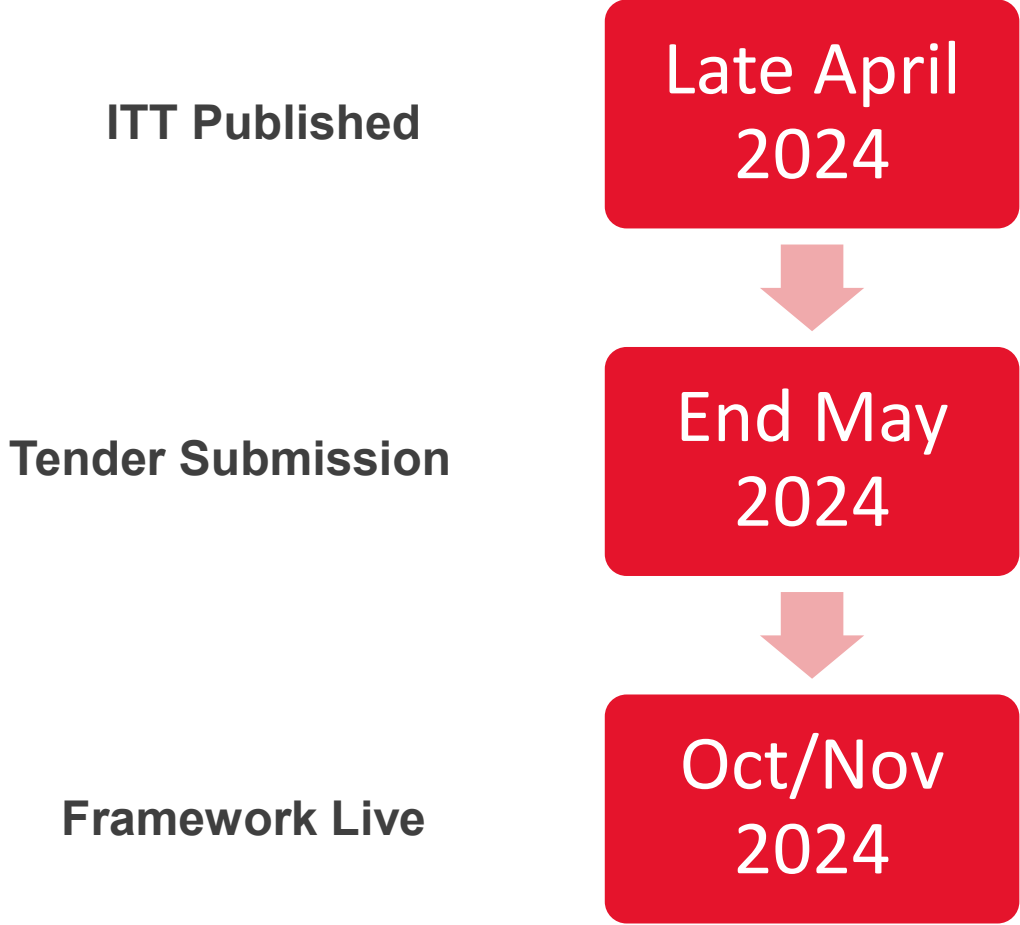 ITT Published
Late April
2024
Tender Submission
End May
2024
Framework Live
Oct/Nov
2024